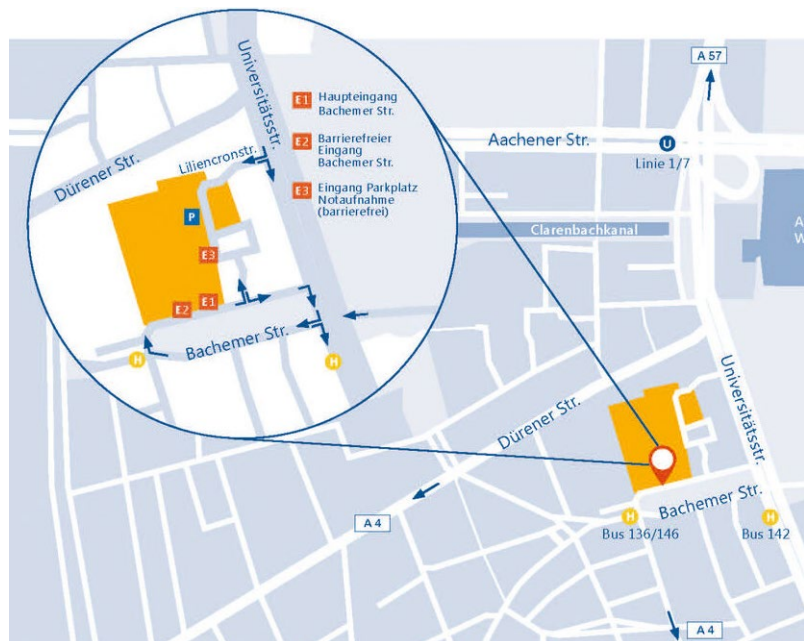 Universitätsstr.
E1 Haupteingang
Bachemer Str.
E2 Barrierefreier
Eingang
Bachemer Str.
E3 Eingang Parkplatz
Notaufnahme
(barrierefrei)
Dürener Str.
Liliencronstr.
P
E3
E2
E1
Bachemer Str.
H
H
A 57
Aachener Str.
U
Linie 1/7
Clarenbachkanal
Universitätsstr.
Dürener Str.
Bachemer Str.
H
Bus 136/146
H
Bus 142
A 4
A 4